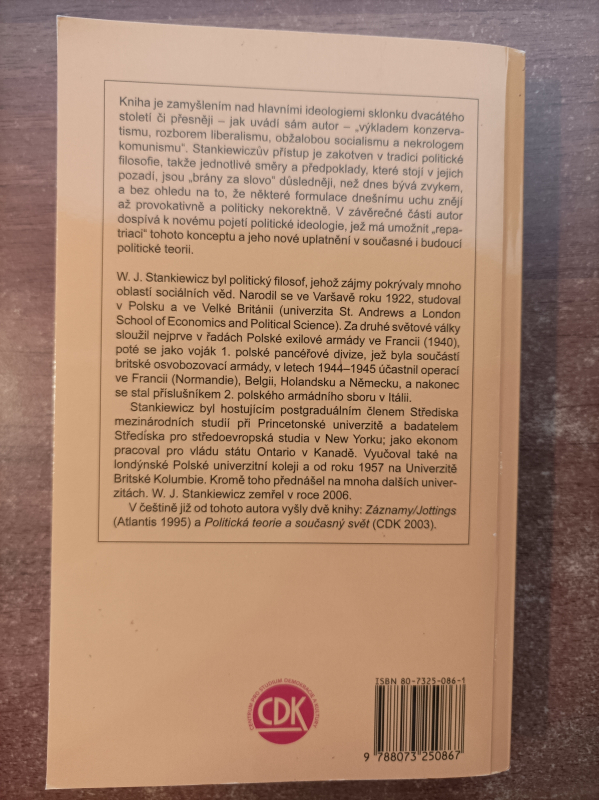 Kniha je zamyšlením nad hlavními ideologiemi sklonku dvacátého
století či přesněji – jak uvádí sám autor – „výkladem konzerva-
tismu, rozborem liberalismu, obžalobou socialismu a nekrologem
komunismu“. Stankiewiczův přístup je zakotven v tradici politické
filosofie, takže jednotlivé směry a předpoklady, které stojí v jejich
pozadí, jsou „brány za slovo“ důsledněji, než dnes bývá zvykem,
a bez ohledu na to, že některé formulace dnešnímu uchu znějí
až provokativně a politicky nekorektně. V závěrečné části autor
dospívá k novému pojetí politické ideologie, jež má umožnit „repa-
triaci“ tohoto konceptu a jeho nové uplatnění v současné i budoucí
politické teorii.
W. J. Stankiewicz byl politický filosof, jehož zájmy pokrývaly mnoho
oblastí sociálních věd. Narodil se ve Varšavě roku 1922, studoval
v Polsku a ve Velké Británii (univerzita St. Andrews a London
School of Economics and Political Science). Za druhé světové války
sloužil nejprve v řadách Polské exilové armády ve Francii (1940),
poté se jako voják 1. polské pancéřové divize, jež byla součástí
britské osvobozovací armády, v letech 1944–1945 účastnil operací
ve Francii (Normandie), Belgii, Holandsku a Německu, a nakonec
se stal příslušníkem 2. polského armádního sboru v Itálii.
Stankiewicz byl hostujícím postgraduálním členem Střediska
mezinárodních studií při Princetonské univerzitě a badatelem
Střediska pro středoevropská studia v New Yorku; jako ekonom
pracoval pro vládu státu Ontario v Kanadě. Vyučoval také na
londýnské Polské univerzitní koleji a od roku 1957 na Univerzitě
Britské Kolumbie. Kromě toho přednášel na mnoha dalších univer-
zitách. W. J. Stankiewicz zemřel v roce 2006.
V češtině již od tohoto autora vyšly dvě knihy: Záznamy/Jottings
(Atlantis 1995) a Politická teorie a současný svět (CDK 2003).
CENTRUM PRO STUDIUM DEMOKRACIE A KULTURY
CDK
ISBN 80-7325-086-1
9 788073 250867